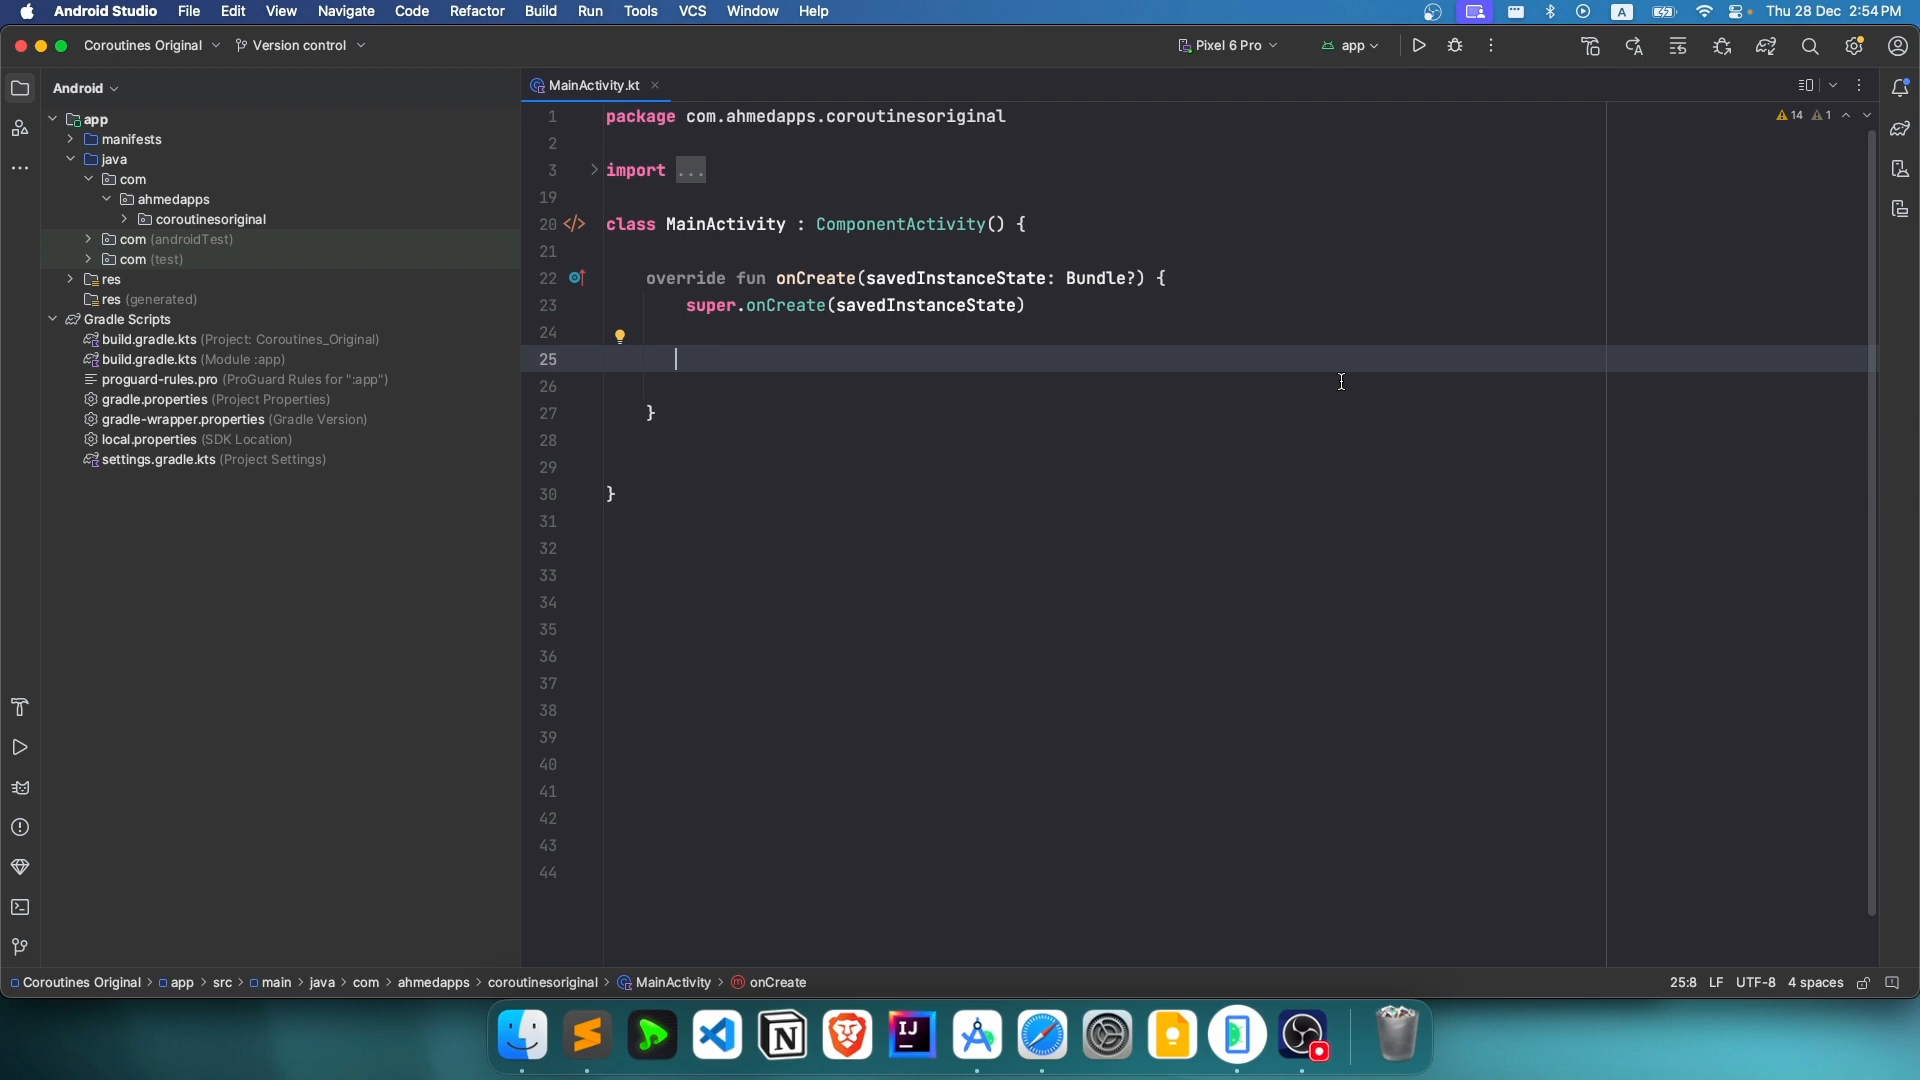 Android Studio File Edit View Navigate Code Refactor Build Run Tools VCS Window Help A Thu 28 Dec 2:54 PM
Coroutines Original Version control Pixel 6 Pro app
Android
app
manifests
java
com
ahmedapps
coroutinesoriginal
com (androidTest)
com (test)
res
res (generated)
Gradle Scripts
build.gradle.kts (Project: Coroutines_Original)
build.gradle.kts (Module :app)
proguard-rules.pro (ProGuard Rules for ":app")
gradle.properties (Project Properties)
gradle-wrapper.properties (Gradle Version)
local.properties (SDK Location)
settings.gradle.kts (Project Settings)
MainActivity.kt
14 1
1 package com.ahmedapps.coroutinesoriginal
2
3 import ...
19
20 class MainActivity : ComponentActivity() {
21
22 override fun onCreate(savedInstanceState: Bundle?) {
23 super.onCreate(savedInstanceState)
24
25
26
27 }
28
29
30 }
31
32
33
34
35
36
37
38
39
40
41
42
43
44
Coroutines Original > app > src > main > java > com > ahmedapps > coroutinesoriginal > MainActivity > onCreate 25:8 LF UTF-8 4 spaces
IJ